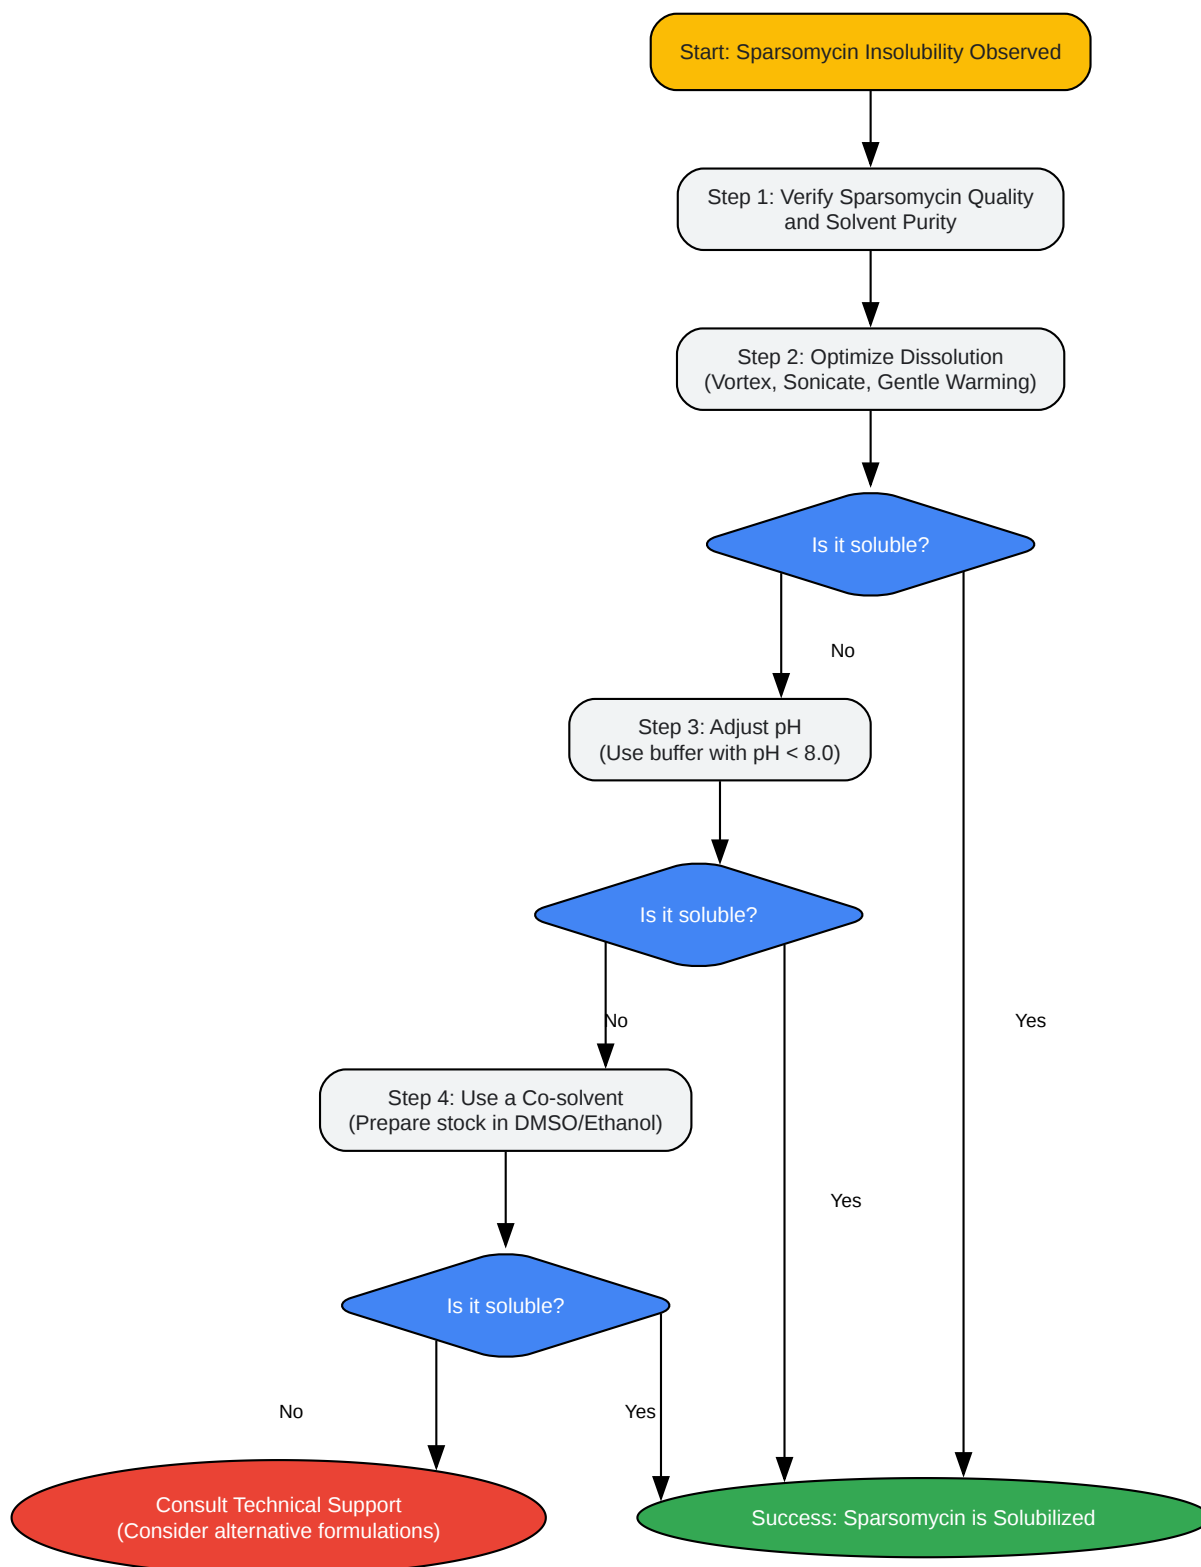 Start: Sparsomycin Insolubility Observed
Step 1: Verify Sparsomycin Quality
and Solvent Purity
Step 2: Optimize Dissolution
(Vortex, Sonicate, Gentle Warming)
Is it soluble?
No
Step 3: Adjust pH
(Use buffer with pH < 8.0)
Is it soluble?
No
Yes
Step 4: Use a Co-solvent
(Prepare stock in DMSO/Ethanol)
Yes
Is it soluble?
No
Yes
Consult Technical Support
(Consider alternative formulations)
Success: Sparsomycin is Solubilized